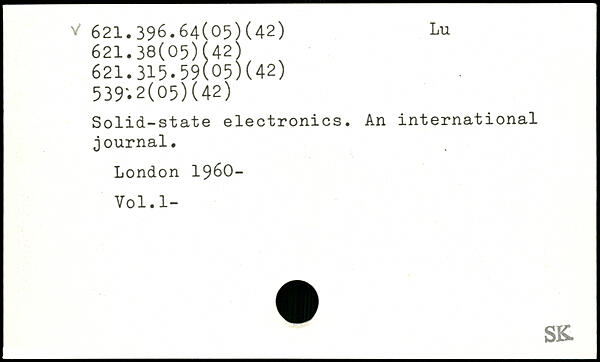 ✓ 621.396.64(05)(42) Lu
621.38(05)(42)
621.315.59(05)(42)
539.2(05)(42)
Solid-state electronics. An international
journal.
London 1960-
Vol.1-
SK.